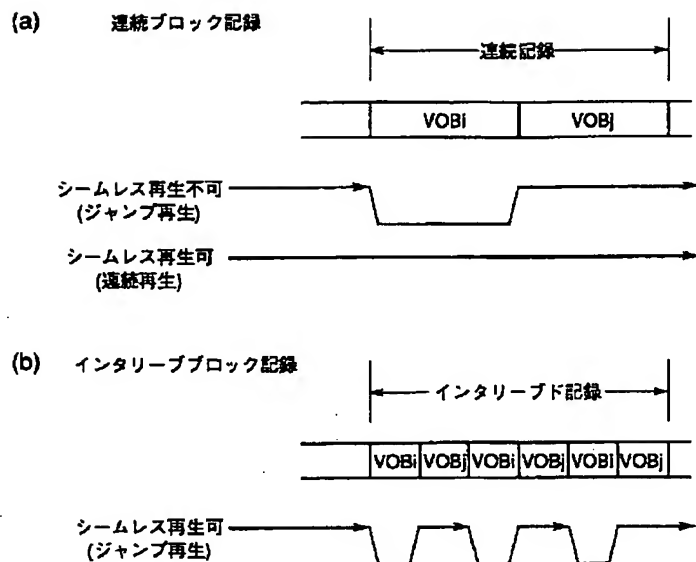 (a) 連続ブロック記録
連続記録
VOBi VOBj
シームレス再生不可
(ジャンプ再生)
シームレス再生可
(連続再生)
(b) インタリーブブロック記録
インタリーブド記録
VOBi VOBj VOBi VOBj VOBi VOBj
シームレス再生可
(ジャンプ再生)